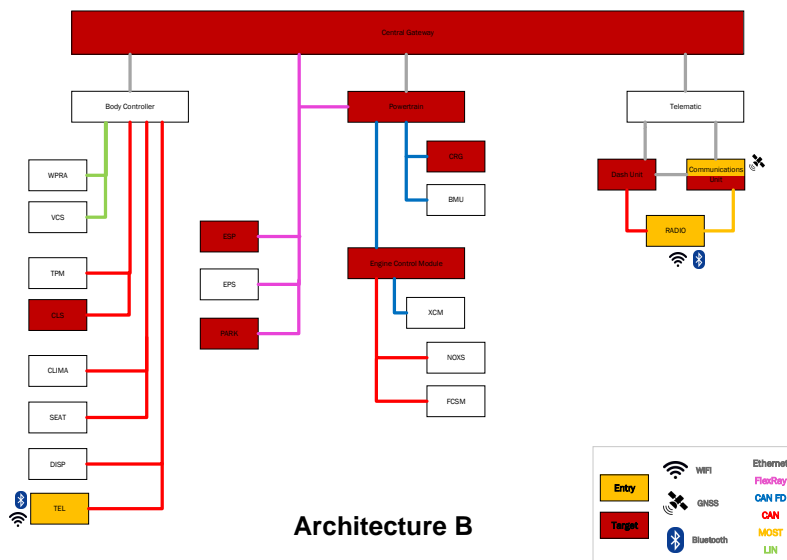 Central Gateway
Body Controller
Powertrain
Telematic
WPRA
VCS
TPM
CLS
CLIMA
SEAT
DISP
TEL
ESP
EPS
PARK
CRG
BMU
Engine Control Module
XCM
NOXS
FCSM
Dash Unit
Communications
Unit
RADIO
Architecture B
Entry
Target
WIFI
GNSS
Bluetooth
Ethernet
FlexRay
CAN FD
CAN
MOST
LIN